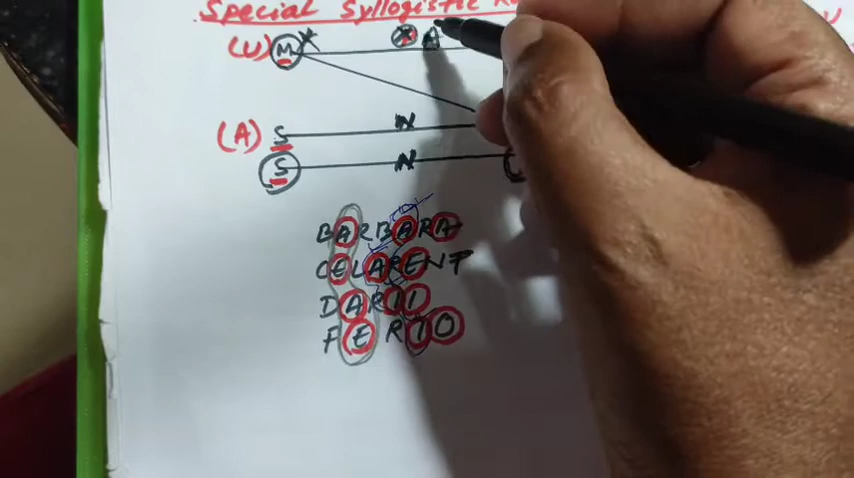 Special Syllogistic
(U) M* X A
(A) S N
S N
BARBARA
CELARENT
DARII
FERIO